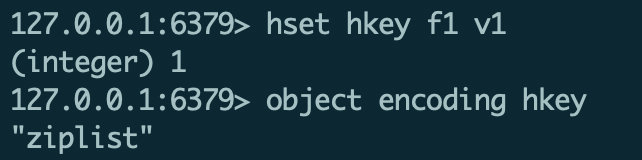 127.0.0.1:6379> hset hkey f1 v1
(integer) 1
127.0.0.1:6379> object encoding hkey
"ziplist"